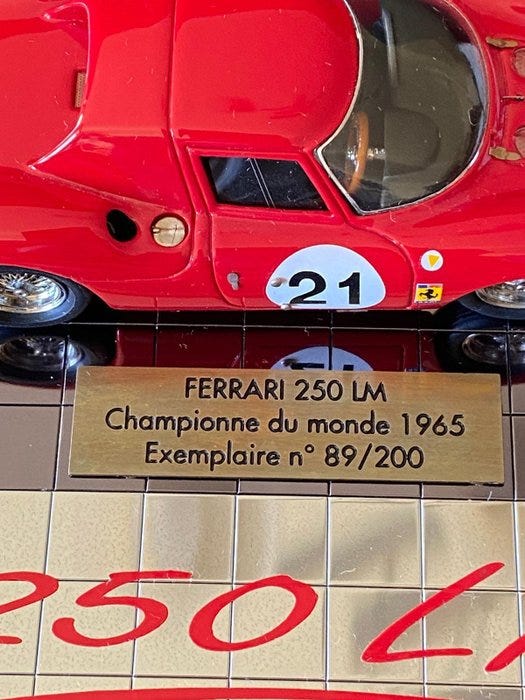 21
FERRARI 250 LM
Championne du monde 1965
Exemplaire n° 89/200
250 L